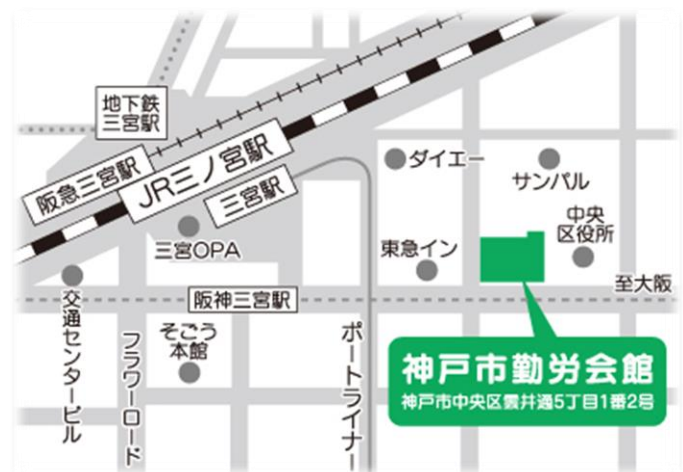 地下鉄
三宮駅
阪急三宮駅
JR三ノ宮駅
三宮駅
ダイエー
サンパル
中央
区役所
三宮OPA
東急イン
至大阪
阪神三宮駅
交通センタービル
フラワーロード
そごう
本館
ポートライナー
神戸市勤労会館
神戸市中央区雲井通5丁目1番2号